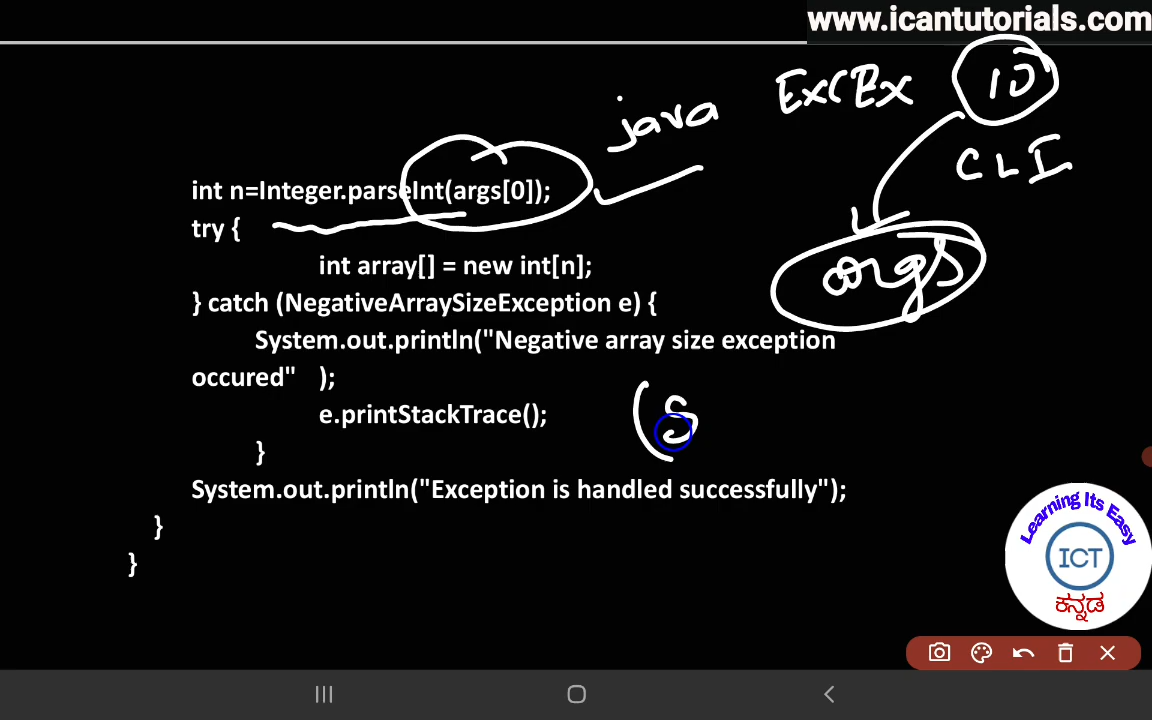 www.icantutorials.com
java ExCEx 10
CLI
int n=Integer.parseInt(args[0]);
try {
int array[] = new int[n];
args
} catch (NegativeArraySizeException e) {
System.out.println("Negative array size exception
occured" );
e.printStackTrace();
(S
}
System.out.println("Exception is handled successfully");
}
}
Learning Its Easy
ICT
ಕನ್ನಡ